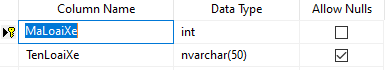 Column Name Data Type Allow Nulls
MaLoaiXe int
TenLoaiXe nvarchar(50)